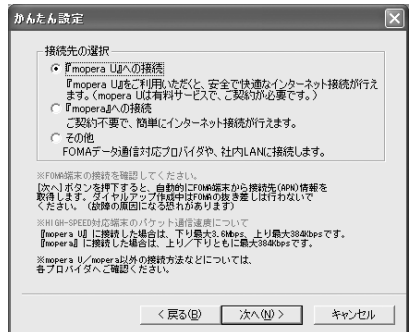 かんたん設定
接続先の選択
『mopera U』への接続
『mopera U』をご利用いただくと、安全で快適なインターネット接続が行え
ます。(mopera Uは有料サービスで、ご契約が必要です。)
『mopera』への接続
ご契約不要で、簡単にインターネット接続が行えます。
その他
FOMAデータ通信対応プロバイダや、社内LANに接続します。
※FOMA端末の接続を確認してください。
[次へ]ボタンを押下すると、自動的にFOMA端末から接続先(APN)情報を
取得します。ダイヤルアップ作成中はFOMAの抜き差しは行わないで
ください。(故障の原因になる恐れがあります)
※HIGH-SPEED対応端末のパケット通信速度について
『mopera U』に接続した場合は、下り最大3.6Mbps、上り最大384Kbpsです。
『mopera』に接続した場合は、上り/下りともに最大384Kbpsです。
※mopera U/mopera以外の接続方法などについては、
各プロバイダへご確認ください。
< 戻る(B)
次へ(N) >
キャンセル